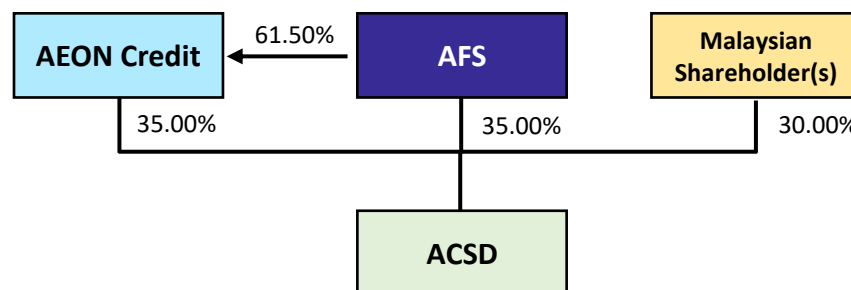 61.50%
AEON Credit
AFS
Malaysian
Shareholder(s)
35.00%
35.00%
30.00%
ACSD